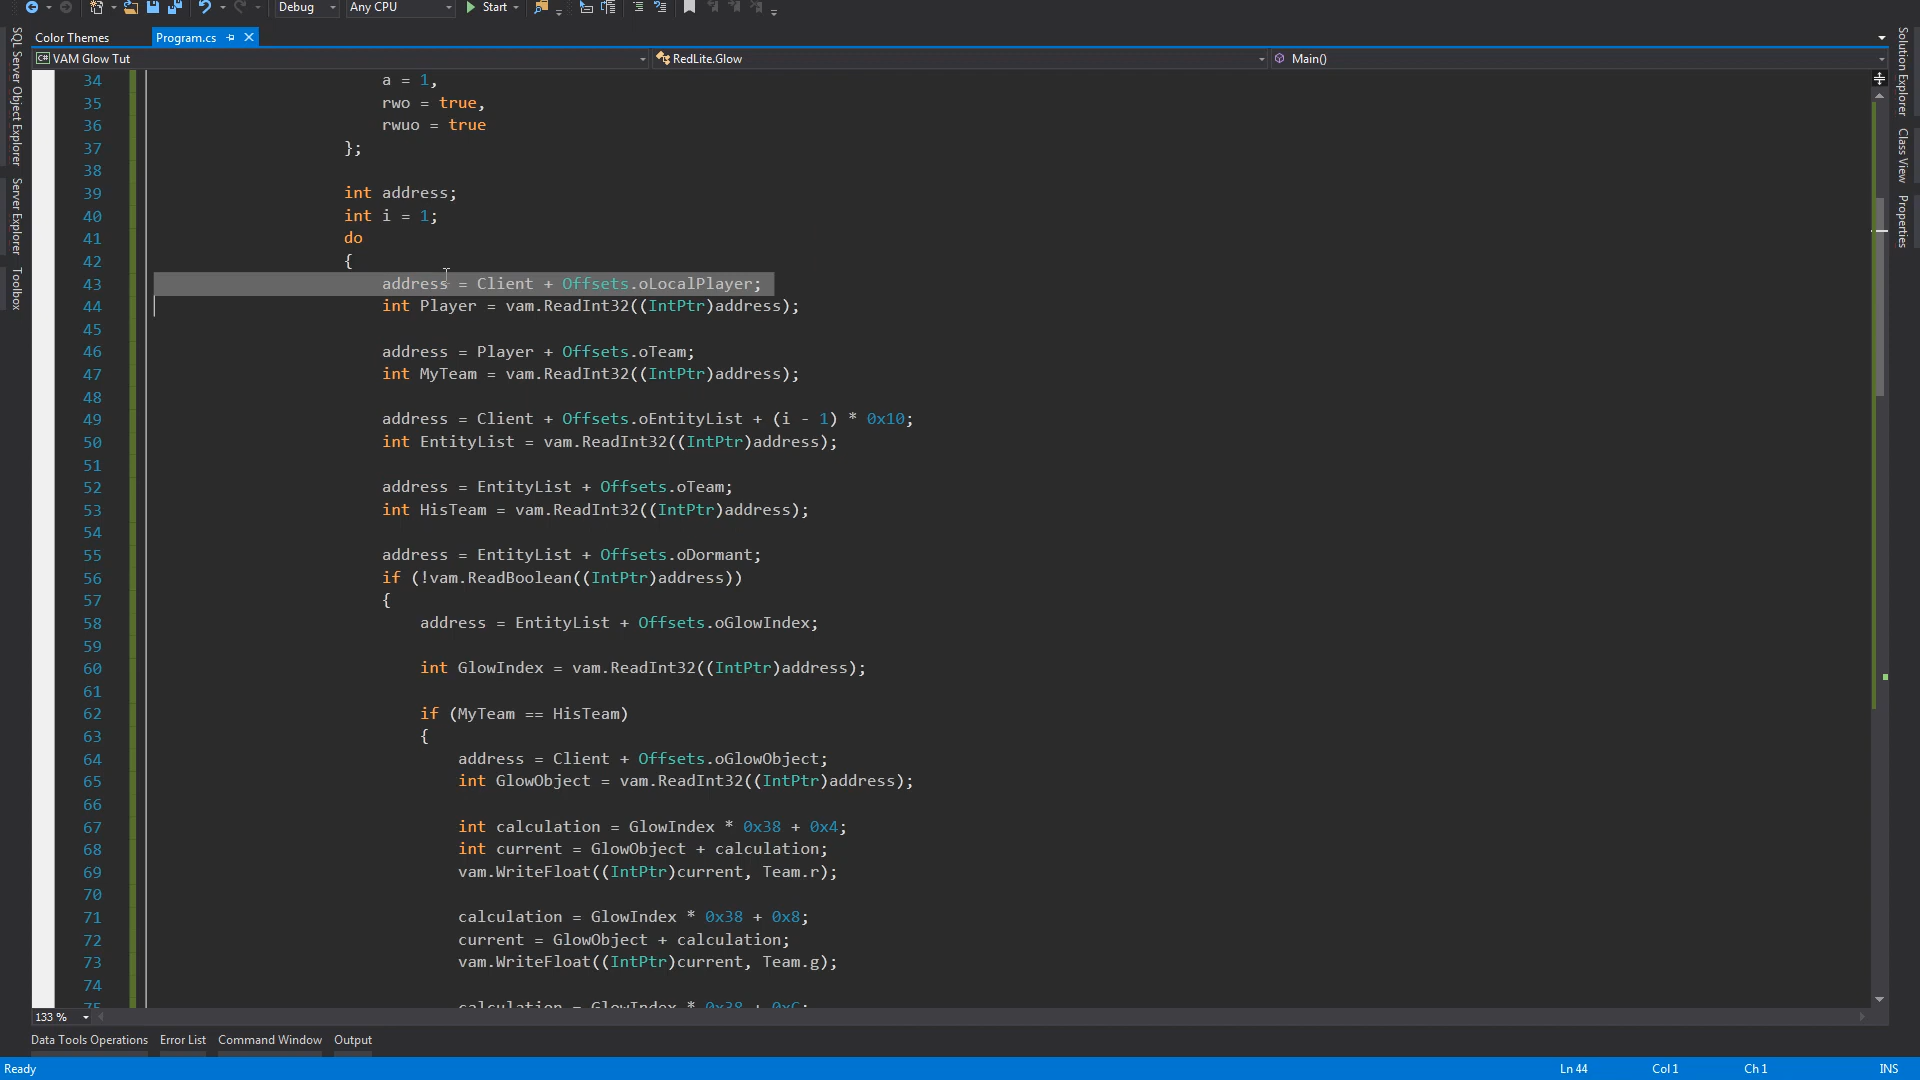 Debug Any CPU Start
Color Themes Program.cs
VAM Glow Tut RedLite.Glow Main()
SQL Server Object Explorer
Server Explorer
Toolbox
34 a = 1,
35 rwo = true,
36 rwuo = true
37 };
38
39 int address;
40 int i = 1;
41 do
42 {
43 address = Client + Offsets.oLocalPlayer;
44 int Player = vam.ReadInt32((IntPtr)address);
45
46 address = Player + Offsets.oTeam;
47 int MyTeam = vam.ReadInt32((IntPtr)address);
48
49 address = Client + Offsets.oEntityList + (i - 1) * 0x10;
50 int EntityList = vam.ReadInt32((IntPtr)address);
51
52 address = EntityList + Offsets.oTeam;
53 int HisTeam = vam.ReadInt32((IntPtr)address);
54
55 address = EntityList + Offsets.oDormant;
56 if (!vam.ReadBoolean((IntPtr)address))
57 {
58 address = EntityList + Offsets.oGlowIndex;
59
60 int GlowIndex = vam.ReadInt32((IntPtr)address);
61
62 if (MyTeam == HisTeam)
63 {
64 address = Client + Offsets.oGlowObject;
65 int GlowObject = vam.ReadInt32((IntPtr)address);
66
67 int calculation = GlowIndex * 0x38 + 0x4;
68 int current = GlowObject + calculation;
69 vam.WriteFloat((IntPtr)current, Team.r);
70
71 calculation = GlowIndex * 0x38 + 0x8;
72 current = GlowObject + calculation;
73 vam.WriteFloat((IntPtr)current, Team.g);
74
75 calculation = GlowIndex * 0x38 + 0xC;
Solution Explorer
Class View
Properties
133 %
Data Tools Operations Error List Command Window Output
Ready Ln 44 Col 1 Ch 1 INS